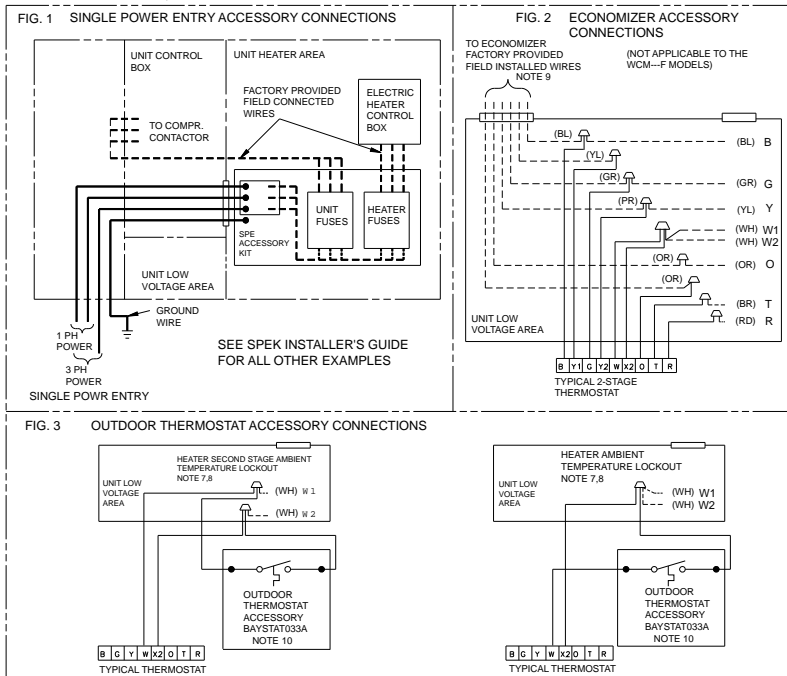 FIG. 1 SINGLE POWER ENTRY ACCESSORY CONNECTIONS
UNIT CONTROL
BOX
UNIT HEATER AREA
FACTORY PROVIDED
FIELD CONNECTED
WIRES
ELECTRIC
HEATER
CONTROL
BOX
TO COMPR.
CONTACTOR
UNIT
FUSES
HEATER
FUSES
SPE
ACCESSORY
KIT
UNIT LOW
VOLTAGE AREA
GROUND
WIRE
1 PH
POWER
3 PH
POWER
SINGLE POWR ENTRY
SEE SPEK INSTALLER'S GUIDE
FOR ALL OTHER EXAMPLES
FIG. 2 ECONOMIZER ACCESSORY
CONNECTIONS
TO ECONOMIZER
FACTORY PROVIDED
FIELD INSTALLED WIRES
NOTE 9
(NOT APPLICABLE TO THE
WCM---F MODELS)
(BL) (BL) B
(YL)
(GR) (GR) G
(PR) (YL) Y
(WH) W1
(WH) W2
(OR) (OR) O
(OR)
(BR) T
(RD) R
UNIT LOW
VOLTAGE AREA
B Y1 G Y2 W X2 O T R
TYPICAL 2-STAGE
THERMOSTAT
FIG. 3 OUTDOOR THERMOSTAT ACCESSORY CONNECTIONS
HEATER SECOND STAGE AMBIENT
TEMPERATURE LOCKOUT
NOTE 7,8
UNIT LOW
VOLTAGE
AREA
(WH) W1
(WH) W2
OUTDOOR
THERMOSTAT
ACCESSORY
BAYSTAT033A
NOTE 10
B G Y W X2 O T R
TYPICAL THERMOSTAT
HEATER AMBIENT
TEMPERATURE LOCKOUT
NOTE 7,8
UNIT LOW
VOLTAGE
AREA
(WH) W1
(WH) W2
OUTDOOR
THERMOSTAT
ACCESSORY
BAYSTAT033A
NOTE 10
B G Y W X2 O T R
TYPICAL THERMOSTAT